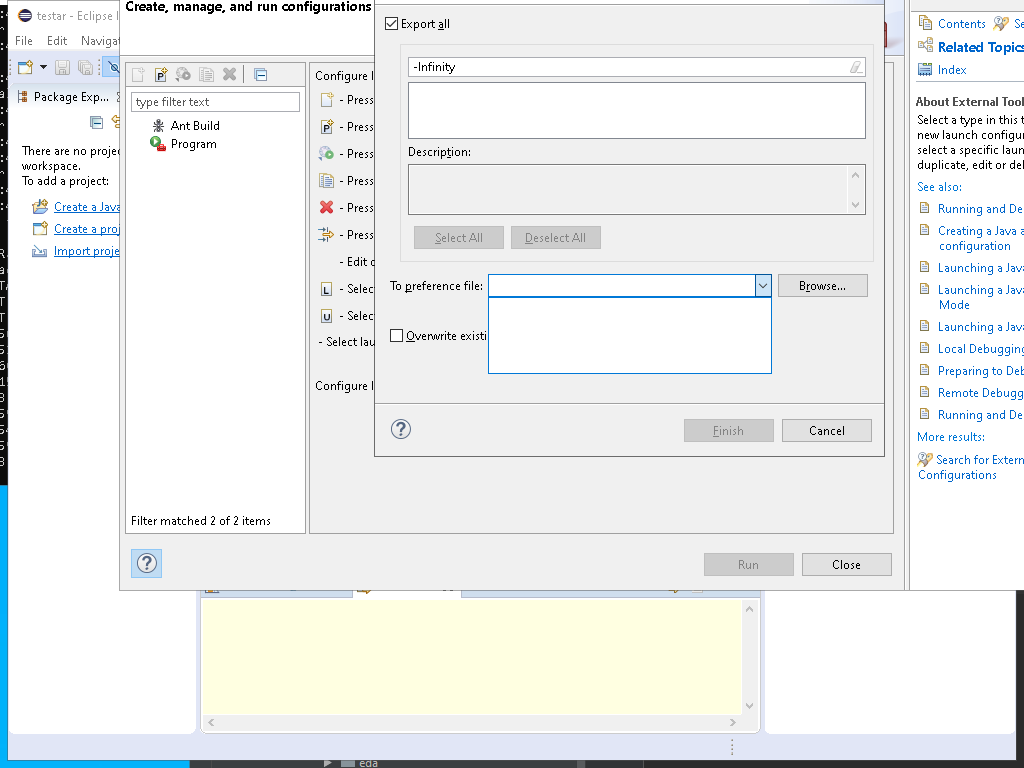 testar - Eclipse I
File Edit Navigat
Package Exp...
There are no projec
workspace.
To add a project:
Create a Java
Create a proj
Import proje
Create, manage, and run configurations
type filter text
Ant Build
Program
Filter matched 2 of 2 items
Configure l
- Press
- Press
- Press
- Press
- Press
- Press
- Edit o
- Selec
- Selec
- Select lau
Configure l
Run
Close
Export all
-Infinity
Description:
Select All
Deselect All
To preference file:
Browse...
Overwrite existi
Finish
Cancel
Contents
Se
Related Topics
Index
About External Tool
Select a type in this t
new launch configur
select a specific laun
duplicate, edit or del
See also:
Running and De
Creating a Java a
configuration
Launching a Java
Launching a Java
Mode
Launching a Java
Local Debugging
Preparing to Deb
Remote Debugg
Running and De
More results:
Search for Extern
Configurations
eda